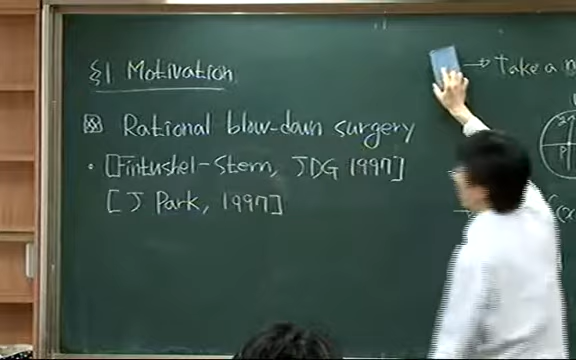 §1 Motivation
Rational blow-down surgery
• [Fintushel-Stern, JDG 1997]
[J Park, 1997]
→ Take a